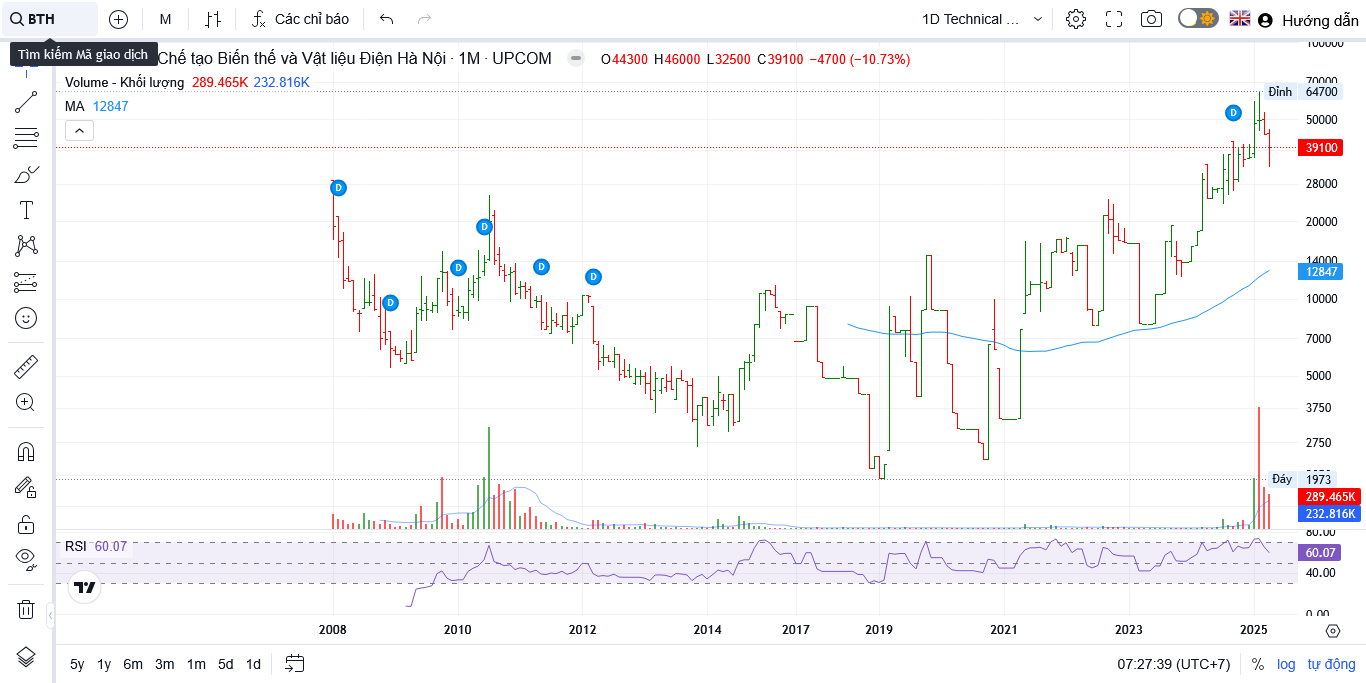 BTH
M
Các chỉ báo
1D Technical ...
Hướng dẫn
Tìm kiếm Mã giao dịch
Chế tạo Biến thế và Vật liệu Điện Hà Nội · 1M · UPCOM
O44300 H46000 L32500 C39100 −4700 (−10.73%)
Volume - Khối lượng 289.465K 232.816K
MA 12847
100000
70000
Đỉnh 64700
50000
39100
28000
20000
14000
12847
10000
7000
5000
3750
2750
Đáy 1973
289.465K
232.816K
D
D
D
D
D
D
D
RSI 60.07
80.00
60.07
40.00
0.00
2008 2010 2012 2014 2017 2019 2021 2023 2025
5y 1y 6m 3m 1m 5d 1d
07:27:39 (UTC+7)
% log tự động